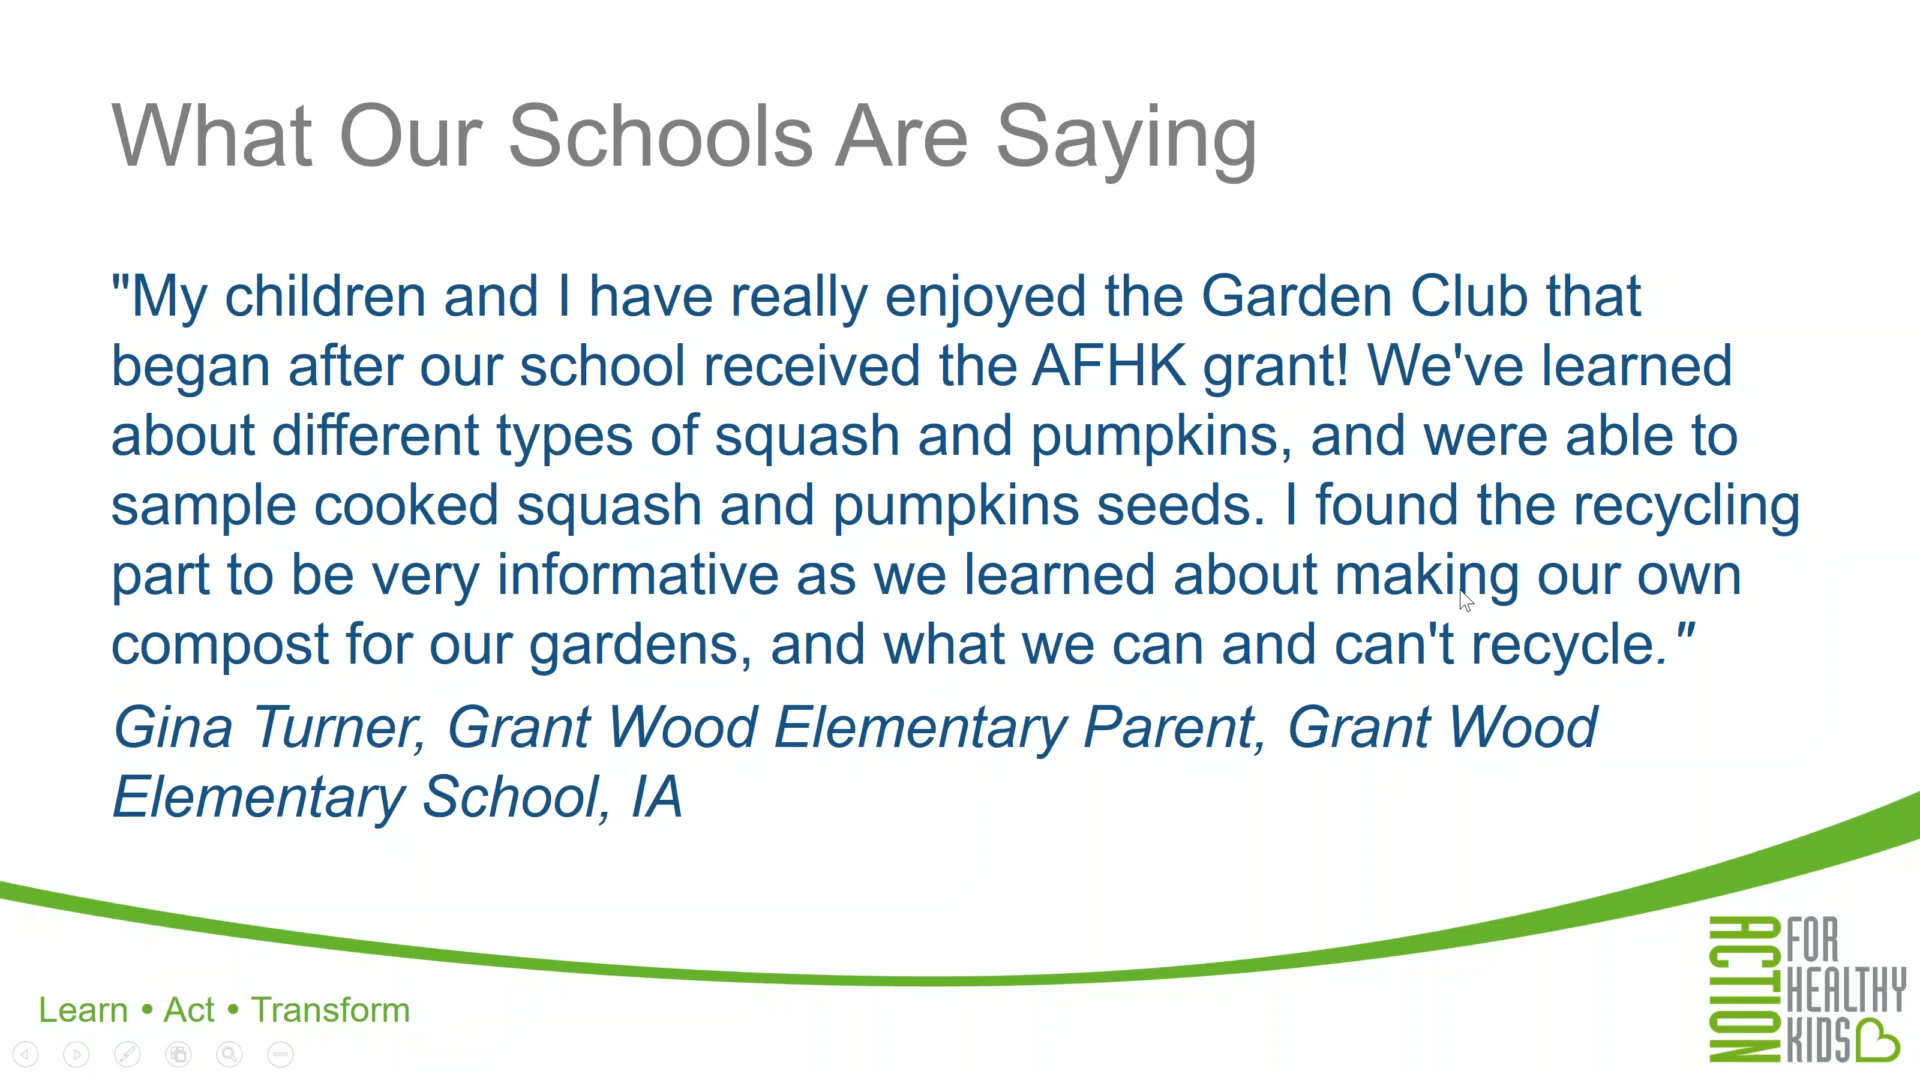 What Our Schools Are Saying
"My children and I have really enjoyed the Garden Club that
began after our school received the AFHK grant! We've learned
about different types of squash and pumpkins, and were able to
sample cooked squash and pumpkins seeds. I found the recycling
part to be very informative as we learned about making our own
compost for our gardens, and what we can and can't recycle."
Gina Turner, Grant Wood Elementary Parent, Grant Wood
Elementary School, IA
Learn • Act • Transform
ACTION
FOR
HEALTHY
KIDS